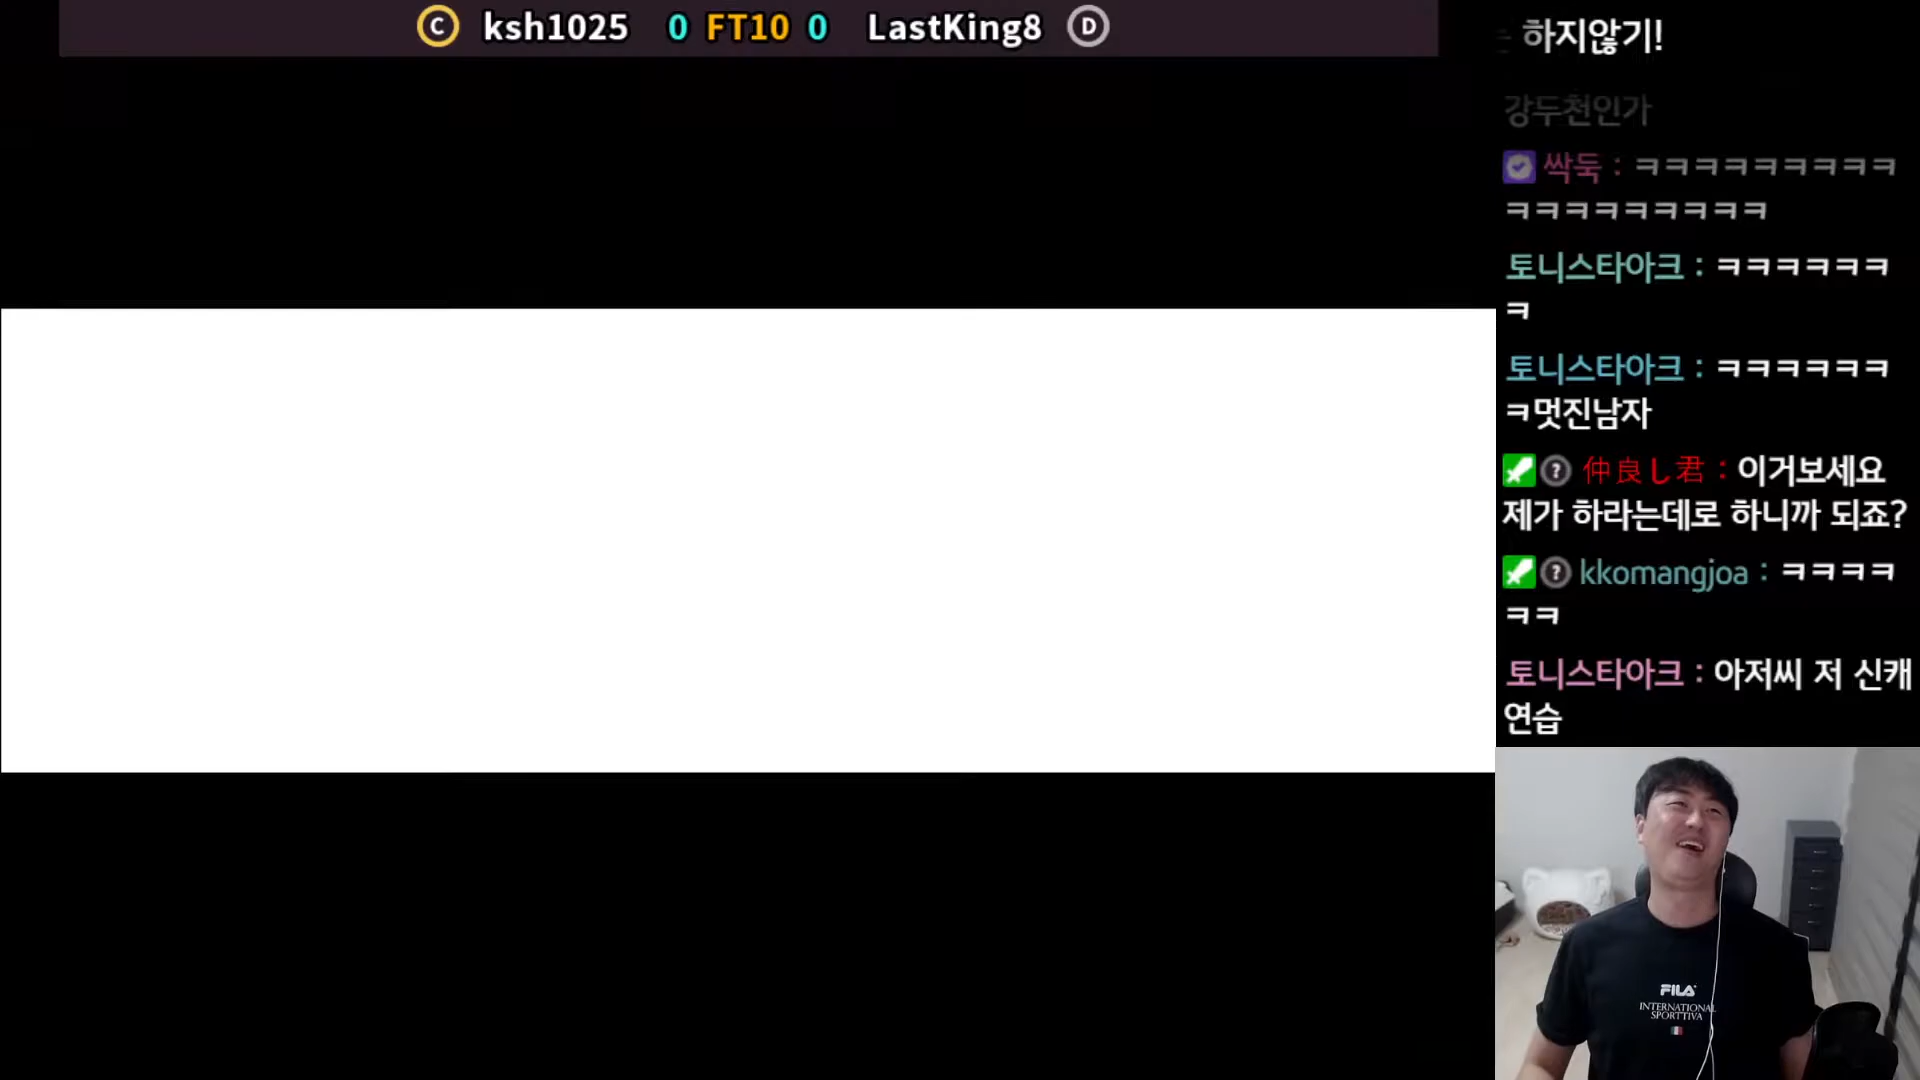 C ksh1025 0 FT10 0 LastKing8 D
하지않기!
강두천인가
싹둑 : ㅋㅋㅋㅋㅋㅋㅋㅋㅋ
ㅋㅋㅋㅋㅋㅋㅋㅋㅋ
토니스타아크 : ㅋㅋㅋㅋㅋㅋ
ㅋ
토니스타아크 : ㅋㅋㅋㅋㅋㅋ
ㅋ멋진남자
? 仲良し君 : 이거보세요
제가 하라는데로 하니까 되죠?
? kkomangjoa : ㅋㅋㅋㅋ
ㅋㅋ
토니스타아크 : 아저씨 저 신캐
연습
FILA
INTERNATIONAL
SPORTTIVA